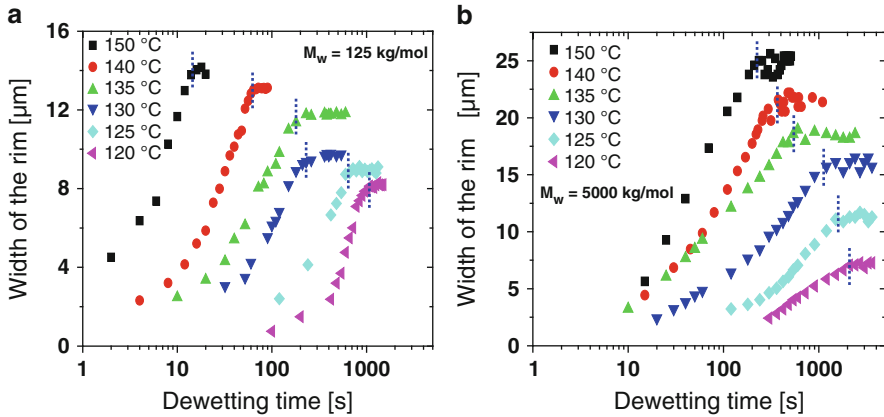 a
Width of the rim [μm]
16
12
8
4
0
150 °C
140 °C
135 °C
130 °C
125 °C
120 °C
M_w = 125 kg/mol
1
10
100
1000
Dewetting time [s]
b
Width of the rim [μm]
25
20
15
10
5
0
150 °C
140 °C
135 °C
130 °C
125 °C
120 °C
M_w = 5000 kg/mol
1
10
100
1000
Dewetting time [s]